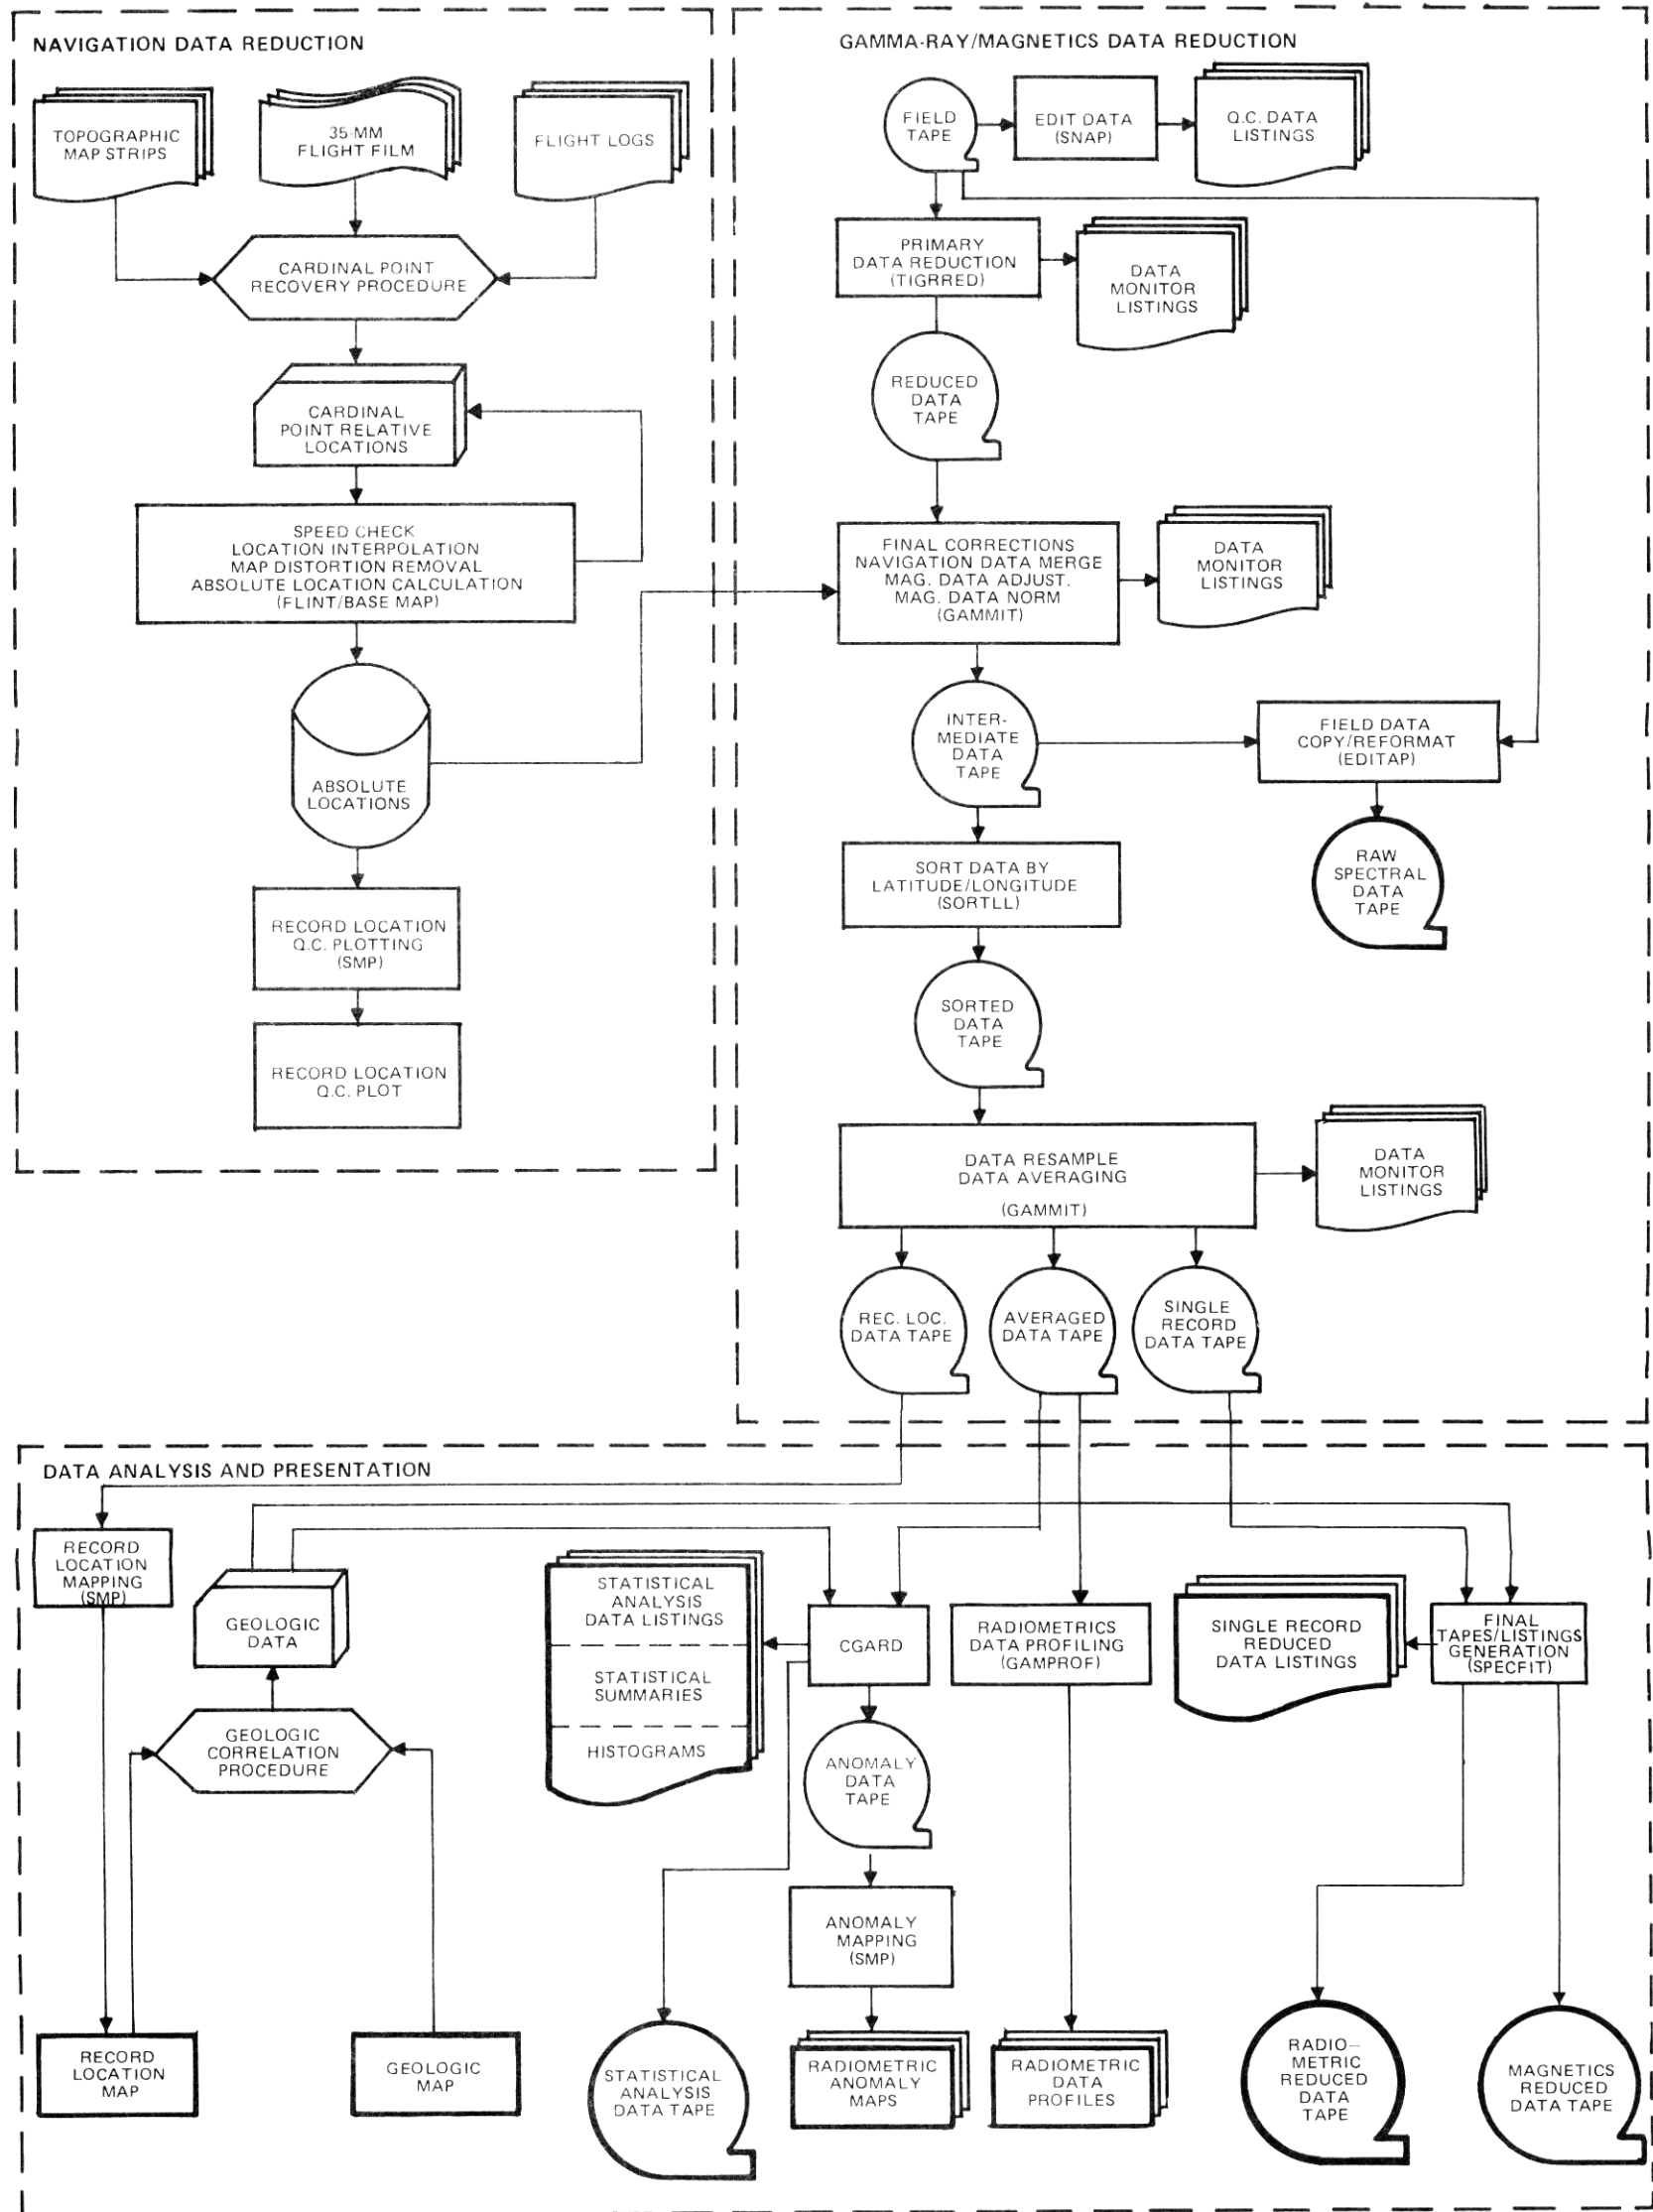 NAVIGATION DATA REDUCTION
TOPOGRAPHIC
MAP STRIPS
35-MM
FLIGHT FILM
FLIGHT LOGS
CARDINAL POINT
RECOVERY PROCEDURE
CARDINAL
POINT RELATIVE
LOCATIONS
SPEED CHECK
LOCATION INTERPOLATION
MAP DISTORTION REMOVAL
ABSOLUTE LOCATION CALCULATION
(FLINT/BASE MAP)
ABSOLUTE
LOCATIONS
RECORD LOCATION
Q.C. PLOTTING
(SMP)
RECORD LOCATION
Q.C. PLOT
GAMMA-RAY/MAGNETICS DATA REDUCTION
FIELD
TAPE
EDIT DATA
(SNAP)
Q.C. DATA
LISTINGS
PRIMARY
DATA REDUCTION
(TIGRRED)
DATA
MONITOR
LISTINGS
REDUCED
DATA
TAPE
FINAL CORRECTIONS
NAVIGATION DATA MERGE
MAG. DATA ADJUST.
MAG. DATA NORM
(GAMMIT)
DATA
MONITOR
LISTINGS
INTER-
MEDIATE
DATA
TAPE
FIELD DATA
COPY/REFORMAT
(EDITAP)
RAW
SPECTRAL
DATA
TAPE
SORT DATA BY
LATITUDE/LONGITUDE
(SORTLL)
SORTED
DATA
TAPE
DATA RESAMPLE
DATA AVERAGING
(GAMMIT)
DATA
MONITOR
LISTINGS
REC. LOC.
DATA TAPE
AVERAGED
DATA TAPE
SINGLE
RECORD
DATA TAPE
DATA ANALYSIS AND PRESENTATION
RECORD
LOCATION
MAPPING
(SMP)
GEOLOGIC
DATA
GEOLOGIC
CORRELATION
PROCEDURE
RECORD
LOCATION
MAP
GEOLOGIC
MAP
STATISTICAL
ANALYSIS
DATA LISTINGS
STATISTICAL
SUMMARIES
HISTOGRAMS
CGARD
ANOMALY
DATA
TAPE
ANOMALY
MAPPING
(SMP)
STATISTICAL
ANALYSIS
DATA TAPE
RADIOMETRIC
ANOMALY
MAPS
RADIOMETRICS
DATA PROFILING
(GAMPROF)
RADIOMETRIC
DATA
PROFILES
SINGLE RECORD
REDUCED
DATA LISTINGS
FINAL
TAPES/LISTINGS
GENERATION
(SPECFIT)
RADIO-
METRIC
REDUCED
DATA
TAPE
MAGNETICS
REDUCED
DATA TAPE